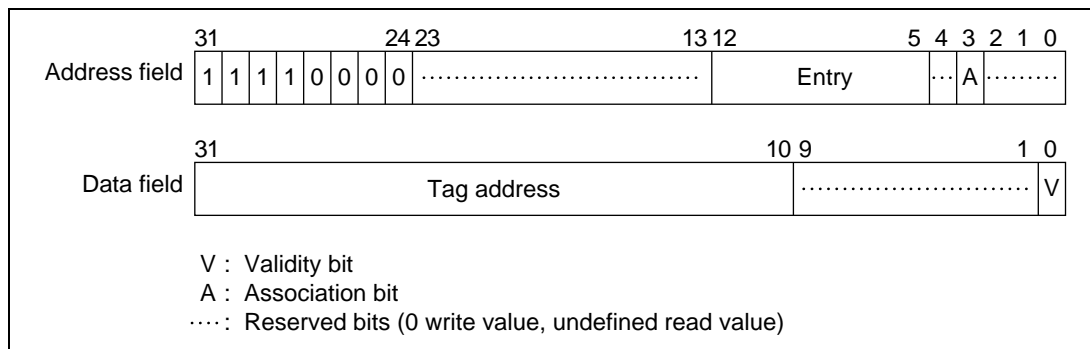 31 24 23 13 12 5 4 3 2 1 0
Address field 1 1 1 1 0 0 0 0 ································ Entry ··· A ·········
31 10 9 1 0
Data field Tag address ··························· V
V : Validity bit
A : Association bit
···· : Reserved bits (0 write value, undefined read value)